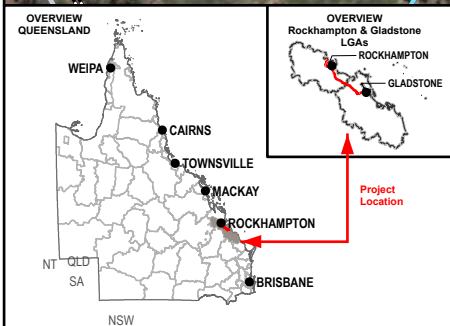 OVERVIEW
QUEENSLAND
WEIPA
CAIRNS
TOWNSVILLE
MACKAY
ROCKHAMPTON
BRISBANE
NT
QLD
SA
NSW
OVERVIEW
Rockhampton & Gladstone
LGAs
ROCKHAMPTON
GLADSTONE
Project
Location